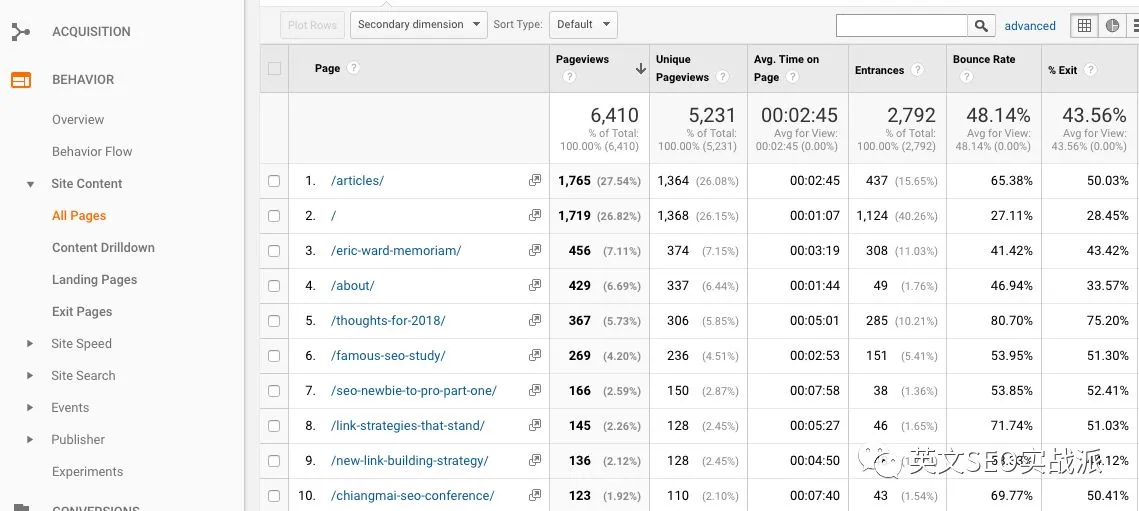 ACQUISITION
BEHAVIOR
Overview
Behavior Flow
Site Content
All Pages
Content Drilldown
Landing Pages
Exit Pages
Site Speed
Site Search
Events
Publisher
Experiments
CONVERSIONS
Plot Rows Secondary dimension Sort Type: Default advanced
Page ? Pageviews ? Unique Pageviews ? Avg. Time on Page ? Entrances ? Bounce Rate ? % Exit ?
6,410 5,231 00:02:45 2,792 48.14% 43.56%
% of Total: % of Total: Avg for View: % of Total: Avg for View: Avg for View:
100.00% (6,410) 100.00% (5,231) 00:02:45 (0.00%) 100.00% (2,792) 48.14% (0.00%) 43.56% (0.00%)
1. /articles/ 1,765 (27.54%) 1,364 (26.08%) 00:02:45 437 (15.65%) 65.38% 50.03%
2. / 1,719 (26.82%) 1,368 (26.15%) 00:01:07 1,124 (40.26%) 27.11% 28.45%
3. /eric-ward-memoriam/ 456 (7.11%) 374 (7.15%) 00:03:19 308 (11.03%) 41.42% 43.42%
4. /about/ 429 (6.69%) 337 (6.44%) 00:01:44 49 (1.76%) 46.94% 33.57%
5. /thoughts-for-2018/ 367 (5.73%) 306 (5.85%) 00:05:01 285 (10.21%) 80.70% 75.20%
6. /famous-seo-study/ 269 (4.20%) 236 (4.51%) 00:02:53 151 (5.41%) 53.95% 51.30%
7. /seo-newbie-to-pro-part-one/ 166 (2.59%) 150 (2.87%) 00:07:58 38 (1.36%) 53.85% 52.41%
8. /link-strategies-that-stand/ 145 (2.26%) 128 (2.45%) 00:05:27 46 (1.65%) 71.74% 51.03%
9. /new-link-building-strategy/ 136 (2.12%) 128 (2.45%) 00:04:50
英文SEO实战派
10. /chiangmai-seo-conference/ 123 (1.92%) 110 (2.10%) 00:07:40 43 (1.54%) 69.77% 50.41%